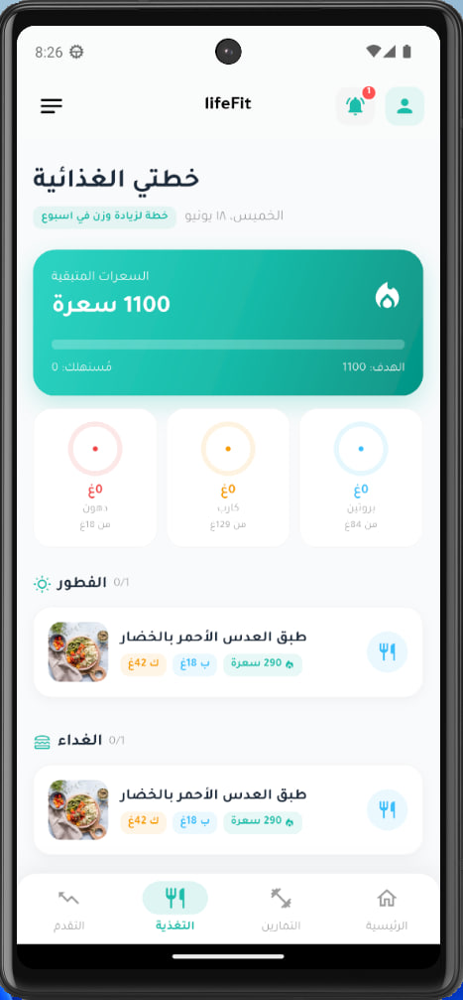 8:26
lifeFit
1
خطتي الغذائية
الخميس، ١٨ يونيو
خطة لزيادة وزن في اسبوع
السعرات المتبقية
1100 سعرة
الهدف: 1100
مُستهلك: 0
0غ
بروتين
من 84غ
0غ
كارب
من 129غ
0غ
دهون
من 18غ
الفطور 0/1
طبق العدس الأحمر بالخضار
290 سعرة
ب 18غ
ك 42غ
الغداء 0/1
طبق العدس الأحمر بالخضار
290 سعرة
ب 18غ
ك 42غ
الرئيسية
التمارين
التغذية
التقدم